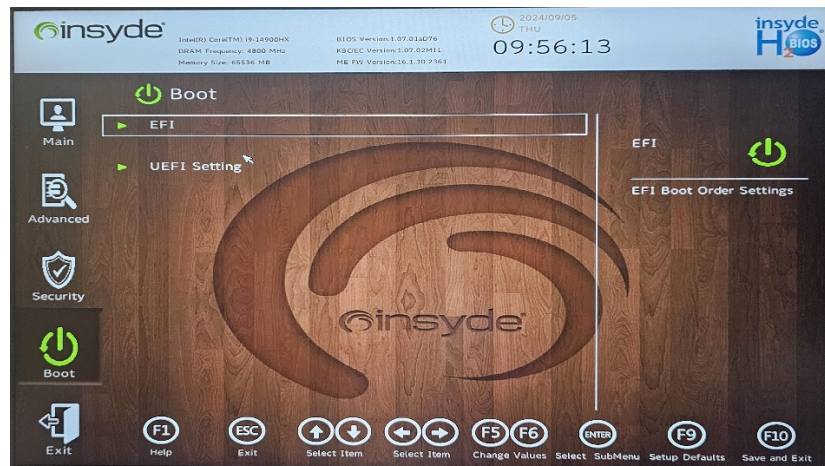 insyde
Intel(R) Core(TM) i9-14900HX
DRAM Frequency: 4800 MHz
Memory Size: 65536 MB
BIOS Version:1.07.01aD76
KBC/EC Version:1.07.02MI1
ME FW Version:16.1.30.2361
2024/09/05
THU
09:56:13
insyde
H2BIOS
Main
Advanced
Security
Boot
Exit
Boot
EFI
UEFI Setting
EFI
EFI Boot Order Settings
insyde
F1
Help
ESC
Exit
Select Item
Select Item
F5 F6
Change Values
ENTER
Select SubMenu
F9
Setup Defaults
F10
Save and Exit